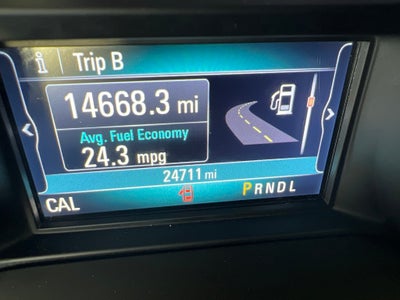 Trip B
14668.3 mi
Avg. Fuel Economy
24.3 mpg
24711 mi
CAL
PRNDL